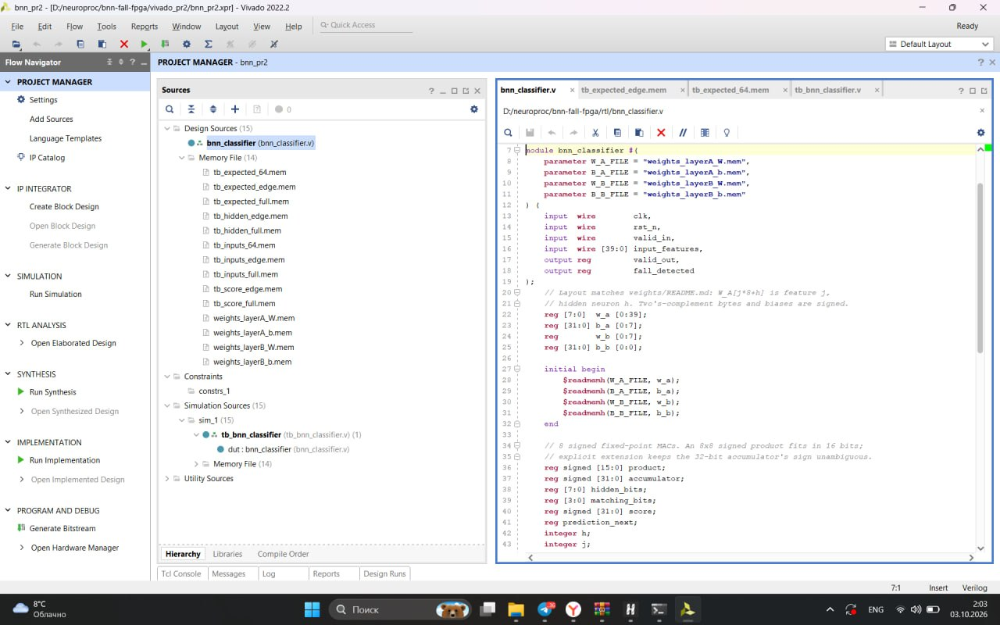 bnn_pr2 - [D:/neuroproc/bnn-fall-fpga/vivado_pr2/bnn_pr2.xpr] - Vivado 2022.2
File Edit Flow Tools Reports Window Layout View Help Quick Access Ready
Default Layout
Flow Navigator
PROJECT MANAGER - bnn_pr2
PROJECT MANAGER
Settings
Add Sources
Language Templates
IP Catalog
IP INTEGRATOR
Create Block Design
Open Block Design
Generate Block Design
SIMULATION
Run Simulation
RTL ANALYSIS
Open Elaborated Design
SYNTHESIS
Run Synthesis
Open Synthesized Design
IMPLEMENTATION
Run Implementation
Open Implemented Design
PROGRAM AND DEBUG
Generate Bitstream
Open Hardware Manager
Sources
0
Design Sources (15)
bnn_classifier (bnn_classifier.v)
Memory File (14)
tb_expected_64.mem
tb_expected_edge.mem
tb_expected_full.mem
tb_hidden_edge.mem
tb_hidden_full.mem
tb_inputs_64.mem
tb_inputs_edge.mem
tb_inputs_full.mem
tb_score_edge.mem
tb_score_full.mem
weights_layerA_W.mem
weights_layerA_b.mem
weights_layerB_W.mem
weights_layerB_b.mem
Constraints
constrs_1
Simulation Sources (15)
sim_1 (15)
tb_bnn_classifier (tb_bnn_classifier.v) (1)
dut : bnn_classifier (bnn_classifier.v)
Memory File (14)
Utility Sources
Hierarchy Libraries Compile Order
Tcl Console Messages Log Reports Design Runs
bnn_classifier.v tb_expected_edge.mem tb_expected_64.mem tb_bnn_classifier.v
D:/neuroproc/bnn-fall-fpga/rtl/bnn_classifier.v
7 module bnn_classifier #(
8 parameter W_A_FILE = "weights_layerA_W.mem",
9 parameter B_A_FILE = "weights_layerA_b.mem",
10 parameter W_B_FILE = "weights_layerB_W.mem",
11 parameter B_B_FILE = "weights_layerB_b.mem"
12 ) (
13 input wire clk,
14 input wire rst_n,
15 input wire valid_in,
16 input wire [39:0] input_features,
17 output reg valid_out,
18 output reg fall_detected
19 );
20 // Layout matches weights/README.md: W_A[j*8+h] is feature j,
21 // hidden neuron h. Two's-complement bytes and biases are signed.
22 reg [7:0] w_a [0:39];
23 reg [31:0] b_a [0:7];
24 reg w_b [0:7];
25 reg [31:0] b_b [0:0];
26
27 initial begin
28 $readmemh(W_A_FILE, w_a);
29 $readmemh(B_A_FILE, b_a);
30 $readmemh(W_B_FILE, w_b);
31 $readmemh(B_B_FILE, b_b);
32 end
33
34 // 8 signed fixed-point MACs. An 8x8 signed product fits in 16 bits;
35 // explicit extension keeps the 32-bit accumulator's sign unambiguous.
36 reg signed [15:0] product;
37 reg signed [31:0] accumulator;
38 reg [7:0] hidden_bits;
39 reg [3:0] matching_bits;
40 reg signed [31:0] score;
41 reg prediction_next;
42 integer h;
43 integer j;
7:1 Insert Verilog
8°C
Облачно
Поиск
ENG
2:03
03.10.2026